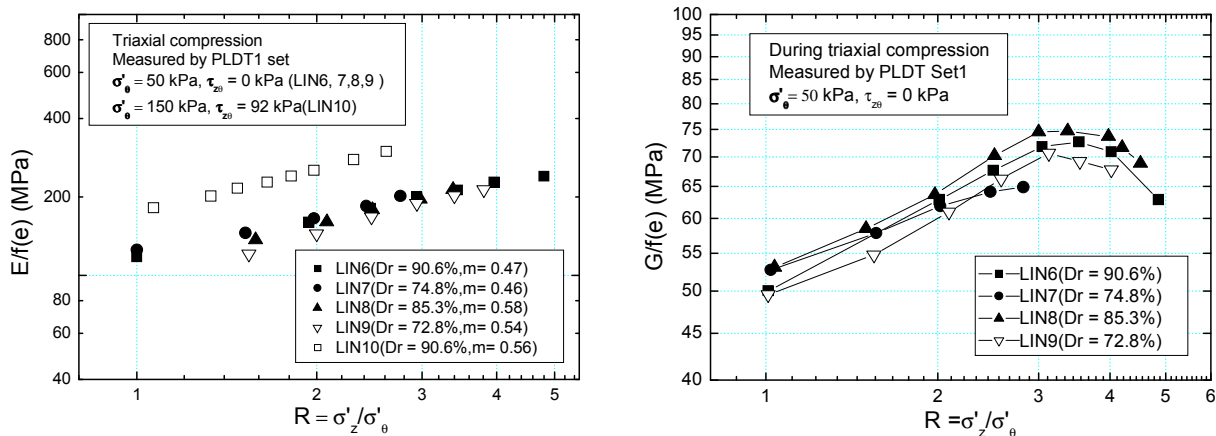 Triaxial compression
Measured by PLDT1 set
σ'θ = 50 kPa, τzθ = 0 kPa (LIN6, 7,8,9 )
σ'θ = 150 kPa, τzθ = 92 kPa(LIN10)
800
600
400
200
100
80
60
40
E/f(e) (MPa)
LIN6(Dr = 90.6%,m= 0.47)
LIN7(Dr = 74.8%,m= 0.46)
LIN8(Dr = 85.3%,m= 0.58)
LIN9(Dr = 72.8%,m= 0.54)
LIN10(Dr = 90.6%,m= 0.56)
1 2 3 4 5
R = σ'z/σ'θ
During triaxial compression
Measured by PLDT Set1
σ'θ = 50 kPa, τzθ = 0 kPa
100
95
90
85
80
75
70
65
60
55
50
45
40
G/f(e) (MPa)
LIN6(Dr = 90.6%)
LIN7(Dr = 74.8%)
LIN8(Dr = 85.3%)
LIN9(Dr = 72.8%)
1 2 3 4 5 6
R =σ'z/σ'θ